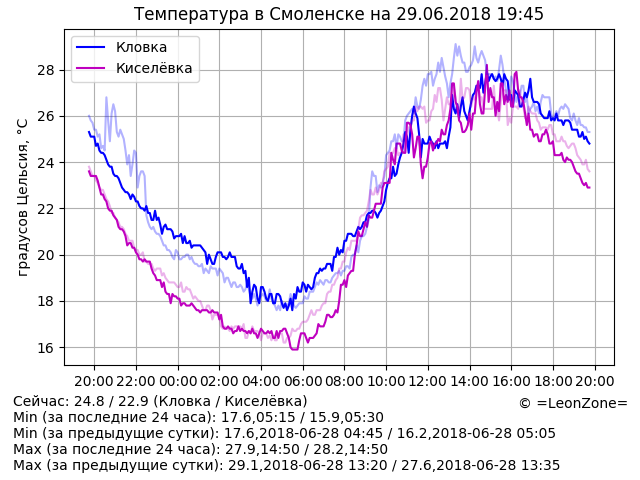 Температура в Смоленске на 29.06.2018 19:45
Кловка
Киселёвка
градусов Цельсия, °C
28
26
24
22
20
18
16
20:00 22:00 00:00 02:00 04:00 06:00 08:00 10:00 12:00 14:00 16:00 18:00 20:00
Сейчас: 24.8 / 22.9 (Кловка / Киселёвка)
© =LeonZone=
Min (за последние 24 часа): 17.6,05:15 / 15.9,05:30
Min (за предыдущие сутки): 17.6,2018-06-28 04:45 / 16.2,2018-06-28 05:05
Max (за последние 24 часа): 27.9,14:50 / 28.2,14:50
Max (за предыдущие сутки): 29.1,2018-06-28 13:20 / 27.6,2018-06-28 13:35